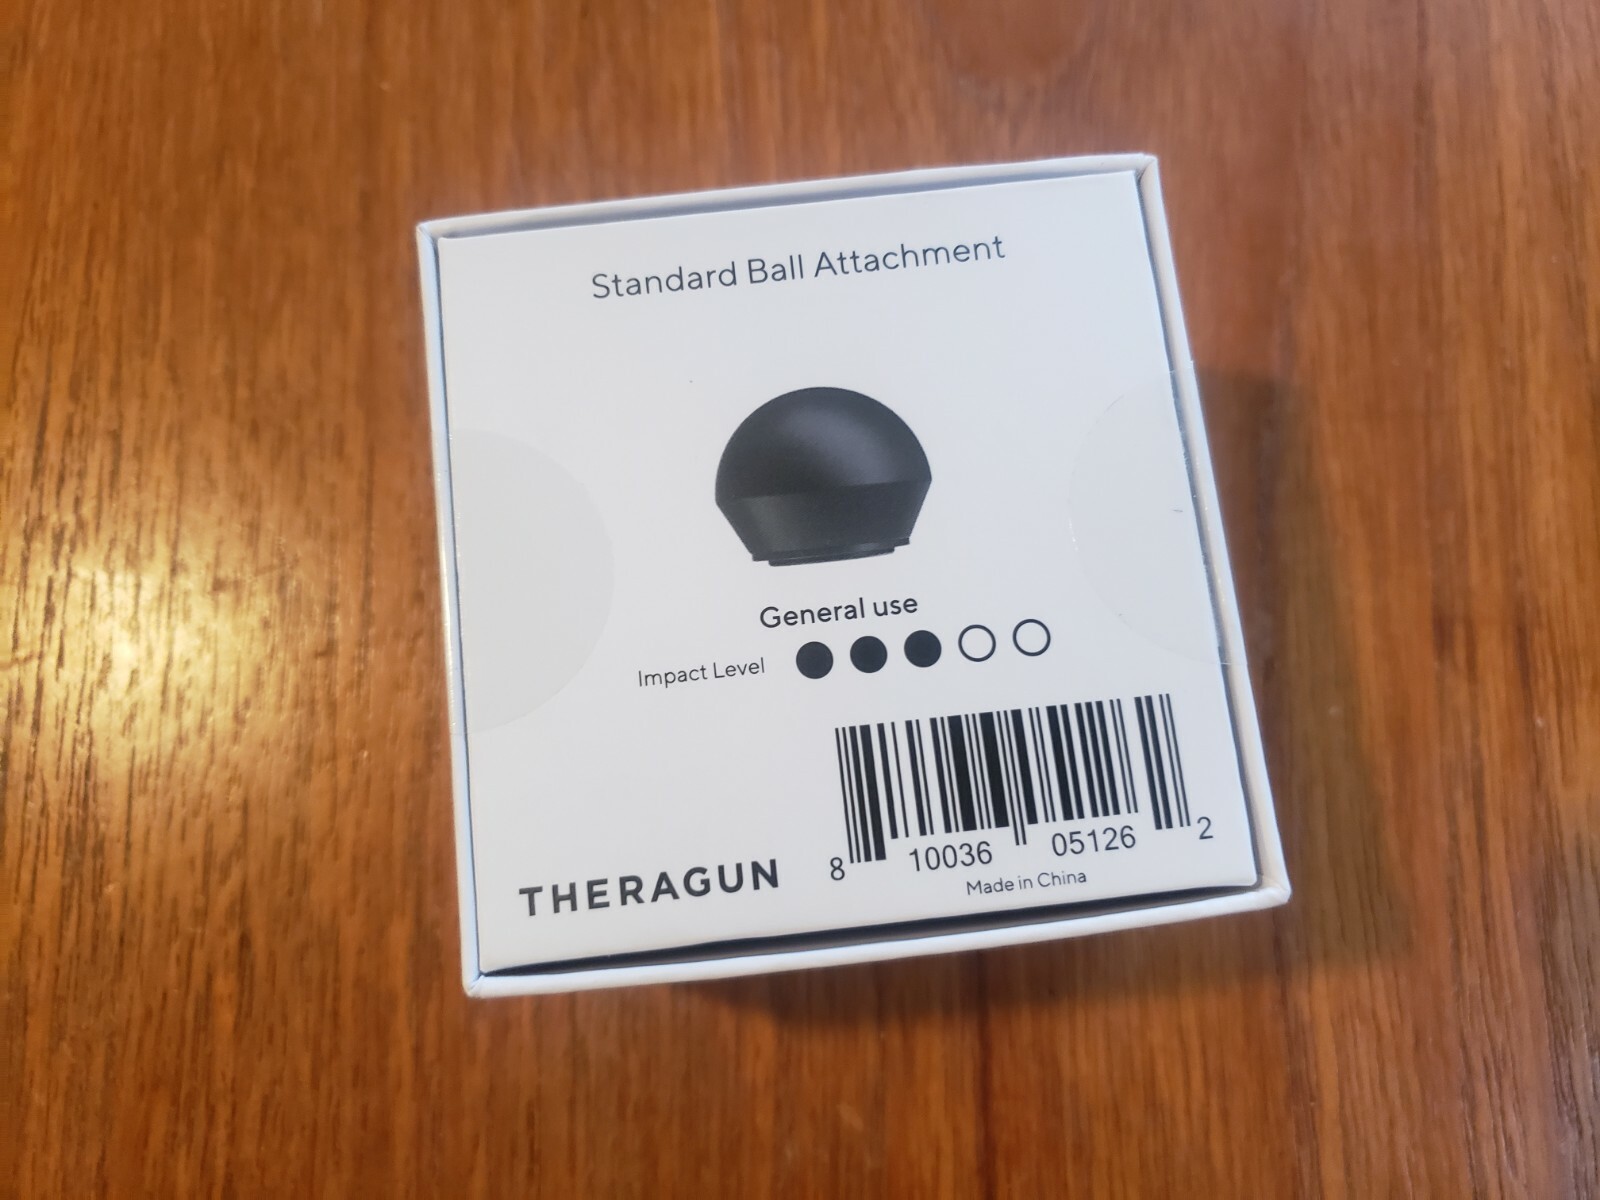 Standard Ball Attachment
General use
Impact Level
8 10036 05126 2
THERAGUN
Made in China